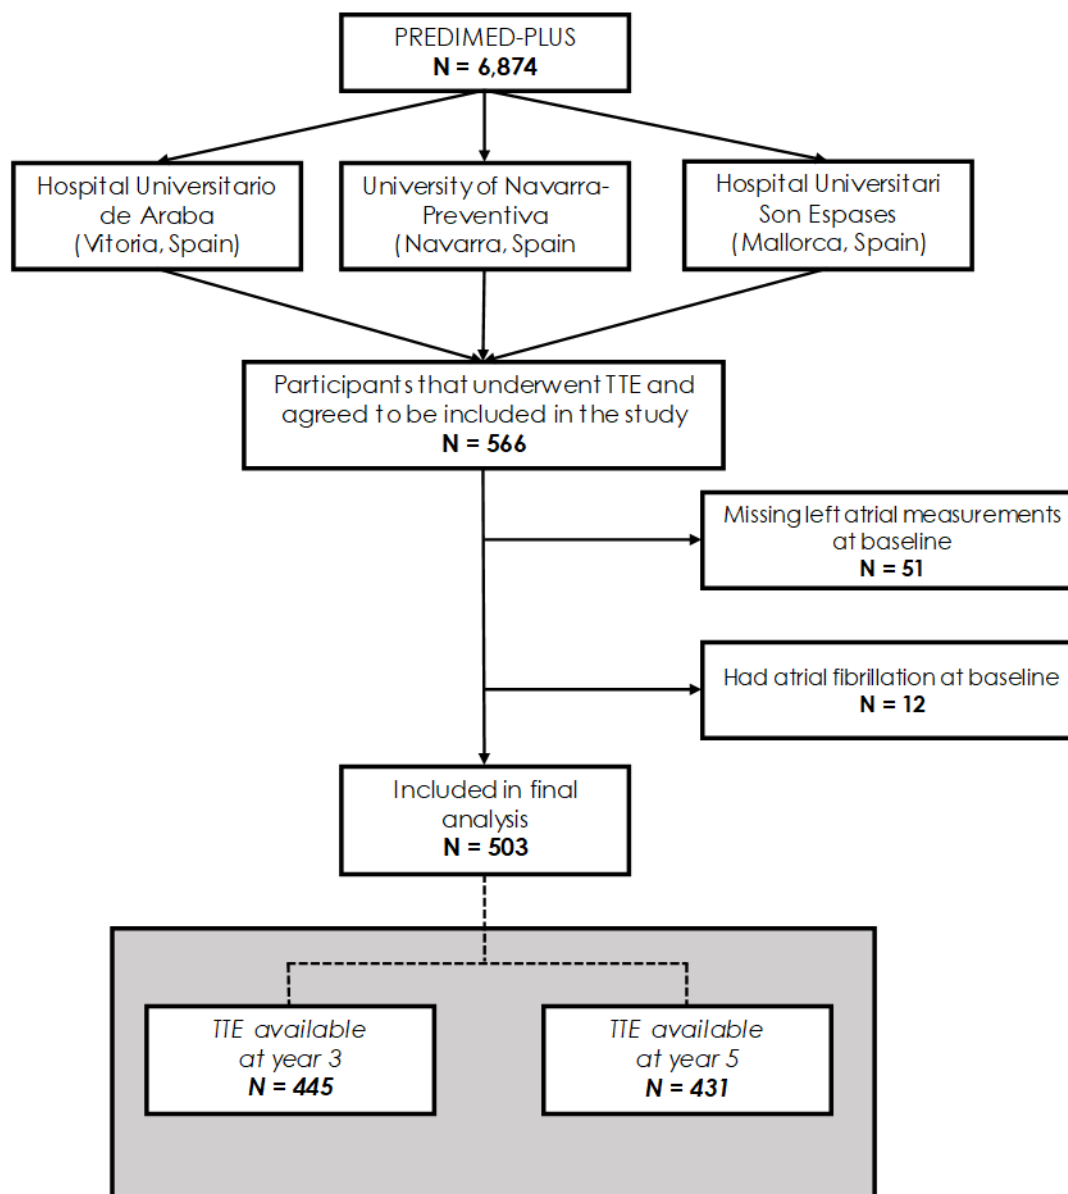 PREDIMED-PLUS
N = 6,874
Hospital Universitario
de Araba
(Vitoria, Spain)
University of Navarra-
Preventiva
(Navarra, Spain
Hospital Universitari
Son Espases
(Mallorca, Spain)
Participants that underwent TTE and
agreed to be included in the study
N = 566
Missing left atrial measurements
at baseline
N = 51
Had atrial fibrillation at baseline
N = 12
Included in final
analysis
N = 503
TTE available
at year 3
N = 445
TTE available
at year 5
N = 431